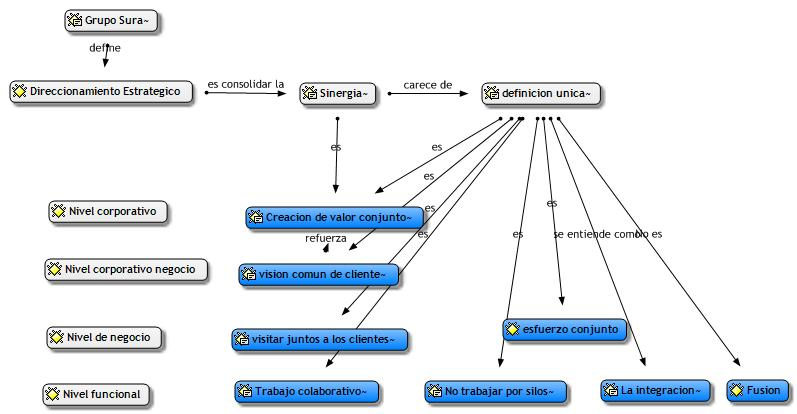 Grupo Sura~
define
Direccionamiento Estrategico
es consolidar la
Sinergia~
carece de
definicion unica~
es
es
es
es
Nivel corporativo
Creacion de valor conjunto~
es
es
es
se entiende como
No es
refuerza
Nivel corporativo negocio
vision comun de cliente~
Nivel de negocio
visitar juntos a los clientes~
esfuerzo conjunto
Nivel funcional
Trabajo colaborativo~
No trabajar por silos~
La integracion~
Fusion